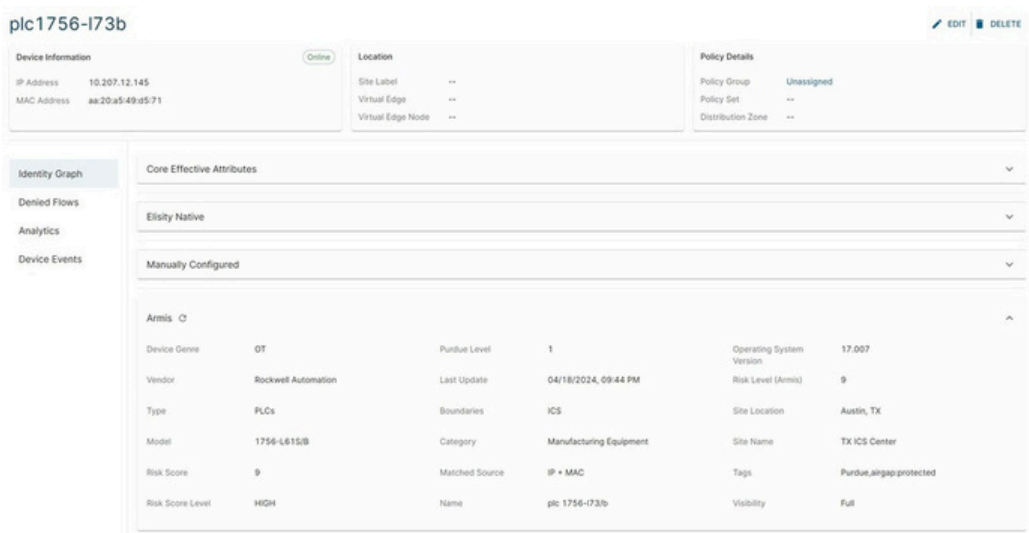 plc1756-l73b
EDIT DELETE
Device Information Online
IP Address 10.207.12.145
MAC Address aa:20:a5:49:d5:71
Location
Site Label --
Virtual Edge --
Virtual Edge Node --
Policy Details
Policy Group Unassigned
Policy Set --
Distribution Zone --
Identity Graph
Denied Flows
Analytics
Device Events
Core Effective Attributes
Elisity Native
Manually Configured
Armis
Device Genre OT Purdue Level 1 Operating System Version 17.007
Vendor Rockwell Automation Last Update 04/18/2024, 09:44 PM Risk Level (Armis) 9
Type PLCs Boundaries ICS Site Location Austin, TX
Model 1756-L61S/B Category Manufacturing Equipment Site Name TX ICS Center
Risk Score 9 Matched Source IP + MAC Tags Purdue,airgap:protected
Risk Score Level HIGH Name plc 1756-l73/b Visibility Full